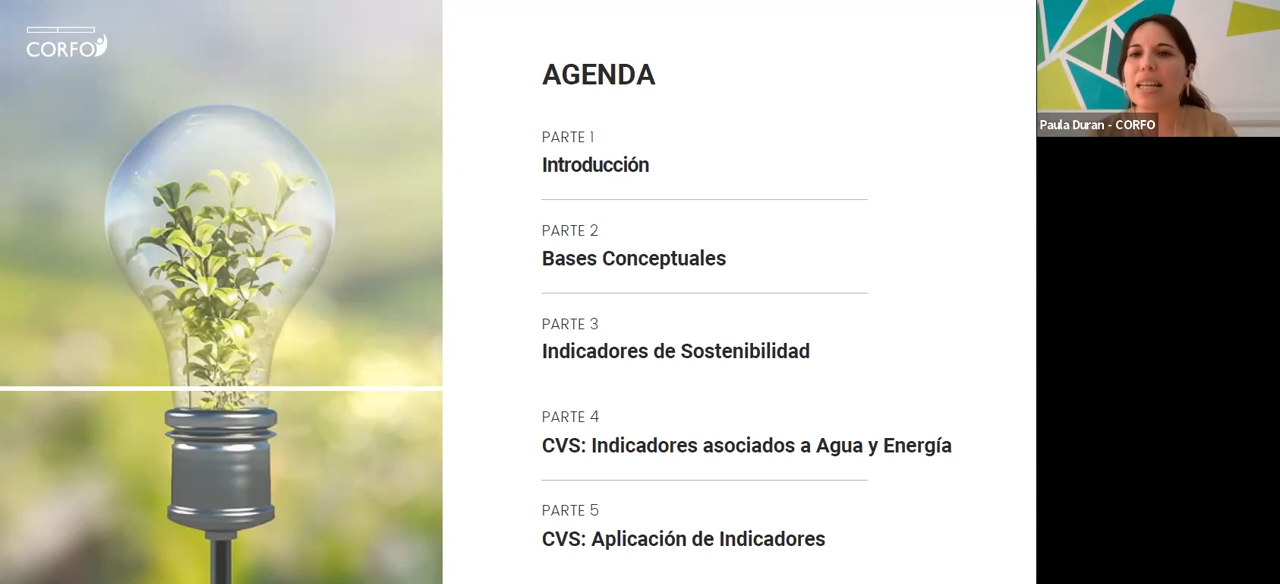 CORFO
AGENDA
PARTE 1
Introducción
PARTE 2
Bases Conceptuales
PARTE 3
Indicadores de Sostenibilidad
PARTE 4
CVS: Indicadores asociados a Agua y Energía
PARTE 5
CVS: Aplicación de Indicadores
Paula Duran - CORFO